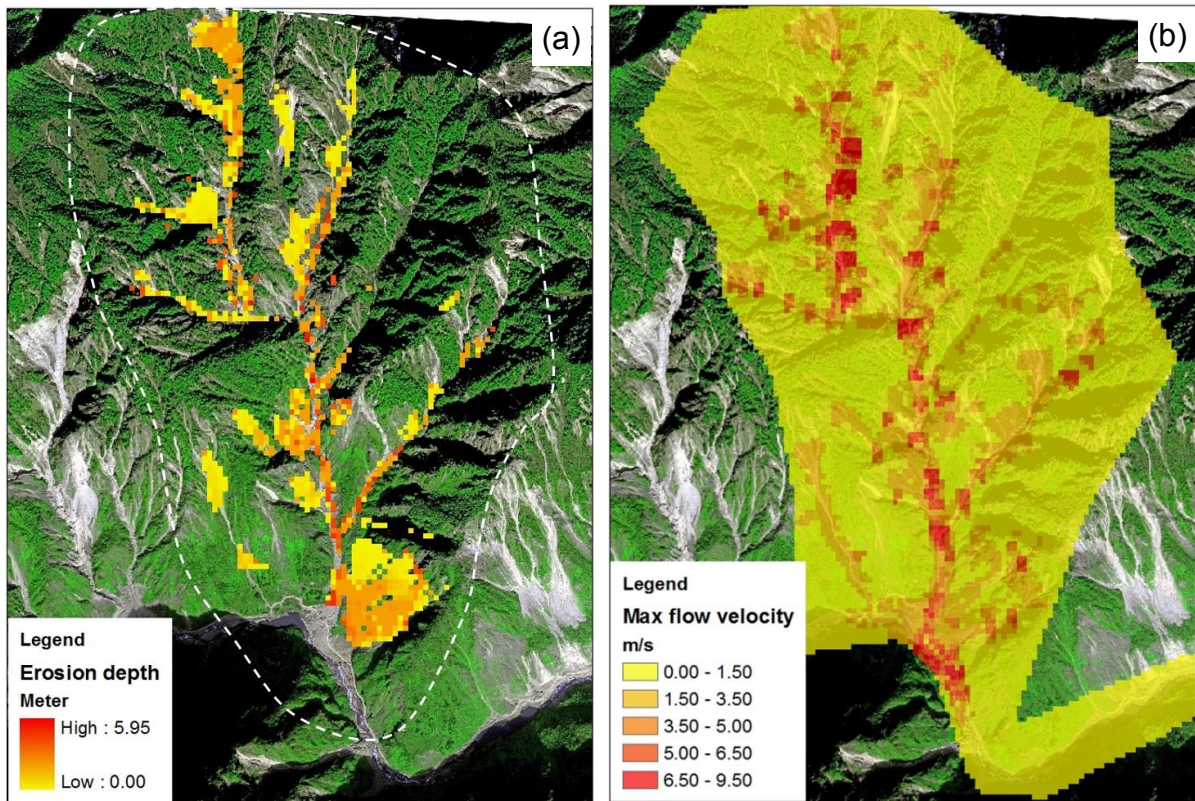 (a)
Legend
Erosion depth
Meter
High : 5.95
Low : 0.00
(b)
Legend
Max flow velocity
m/s
0.00 - 1.50
1.50 - 3.50
3.50 - 5.00
5.00 - 6.50
6.50 - 9.50